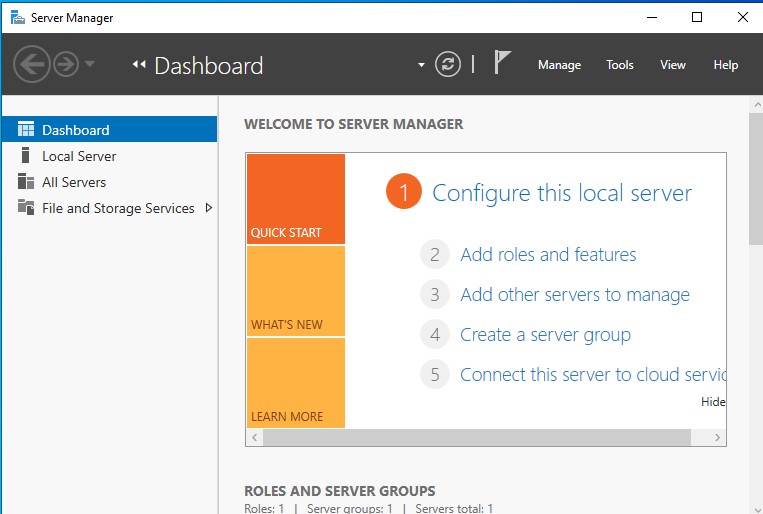 Server Manager
Dashboard
Manage Tools View Help
Dashboard
Local Server
All Servers
File and Storage Services
WELCOME TO SERVER MANAGER
QUICK START
WHAT'S NEW
LEARN MORE
1 Configure this local server
2 Add roles and features
3 Add other servers to manage
4 Create a server group
5 Connect this server to cloud servic
Hide
ROLES AND SERVER GROUPS
Roles: 1 | Server groups: 1 | Servers total: 1